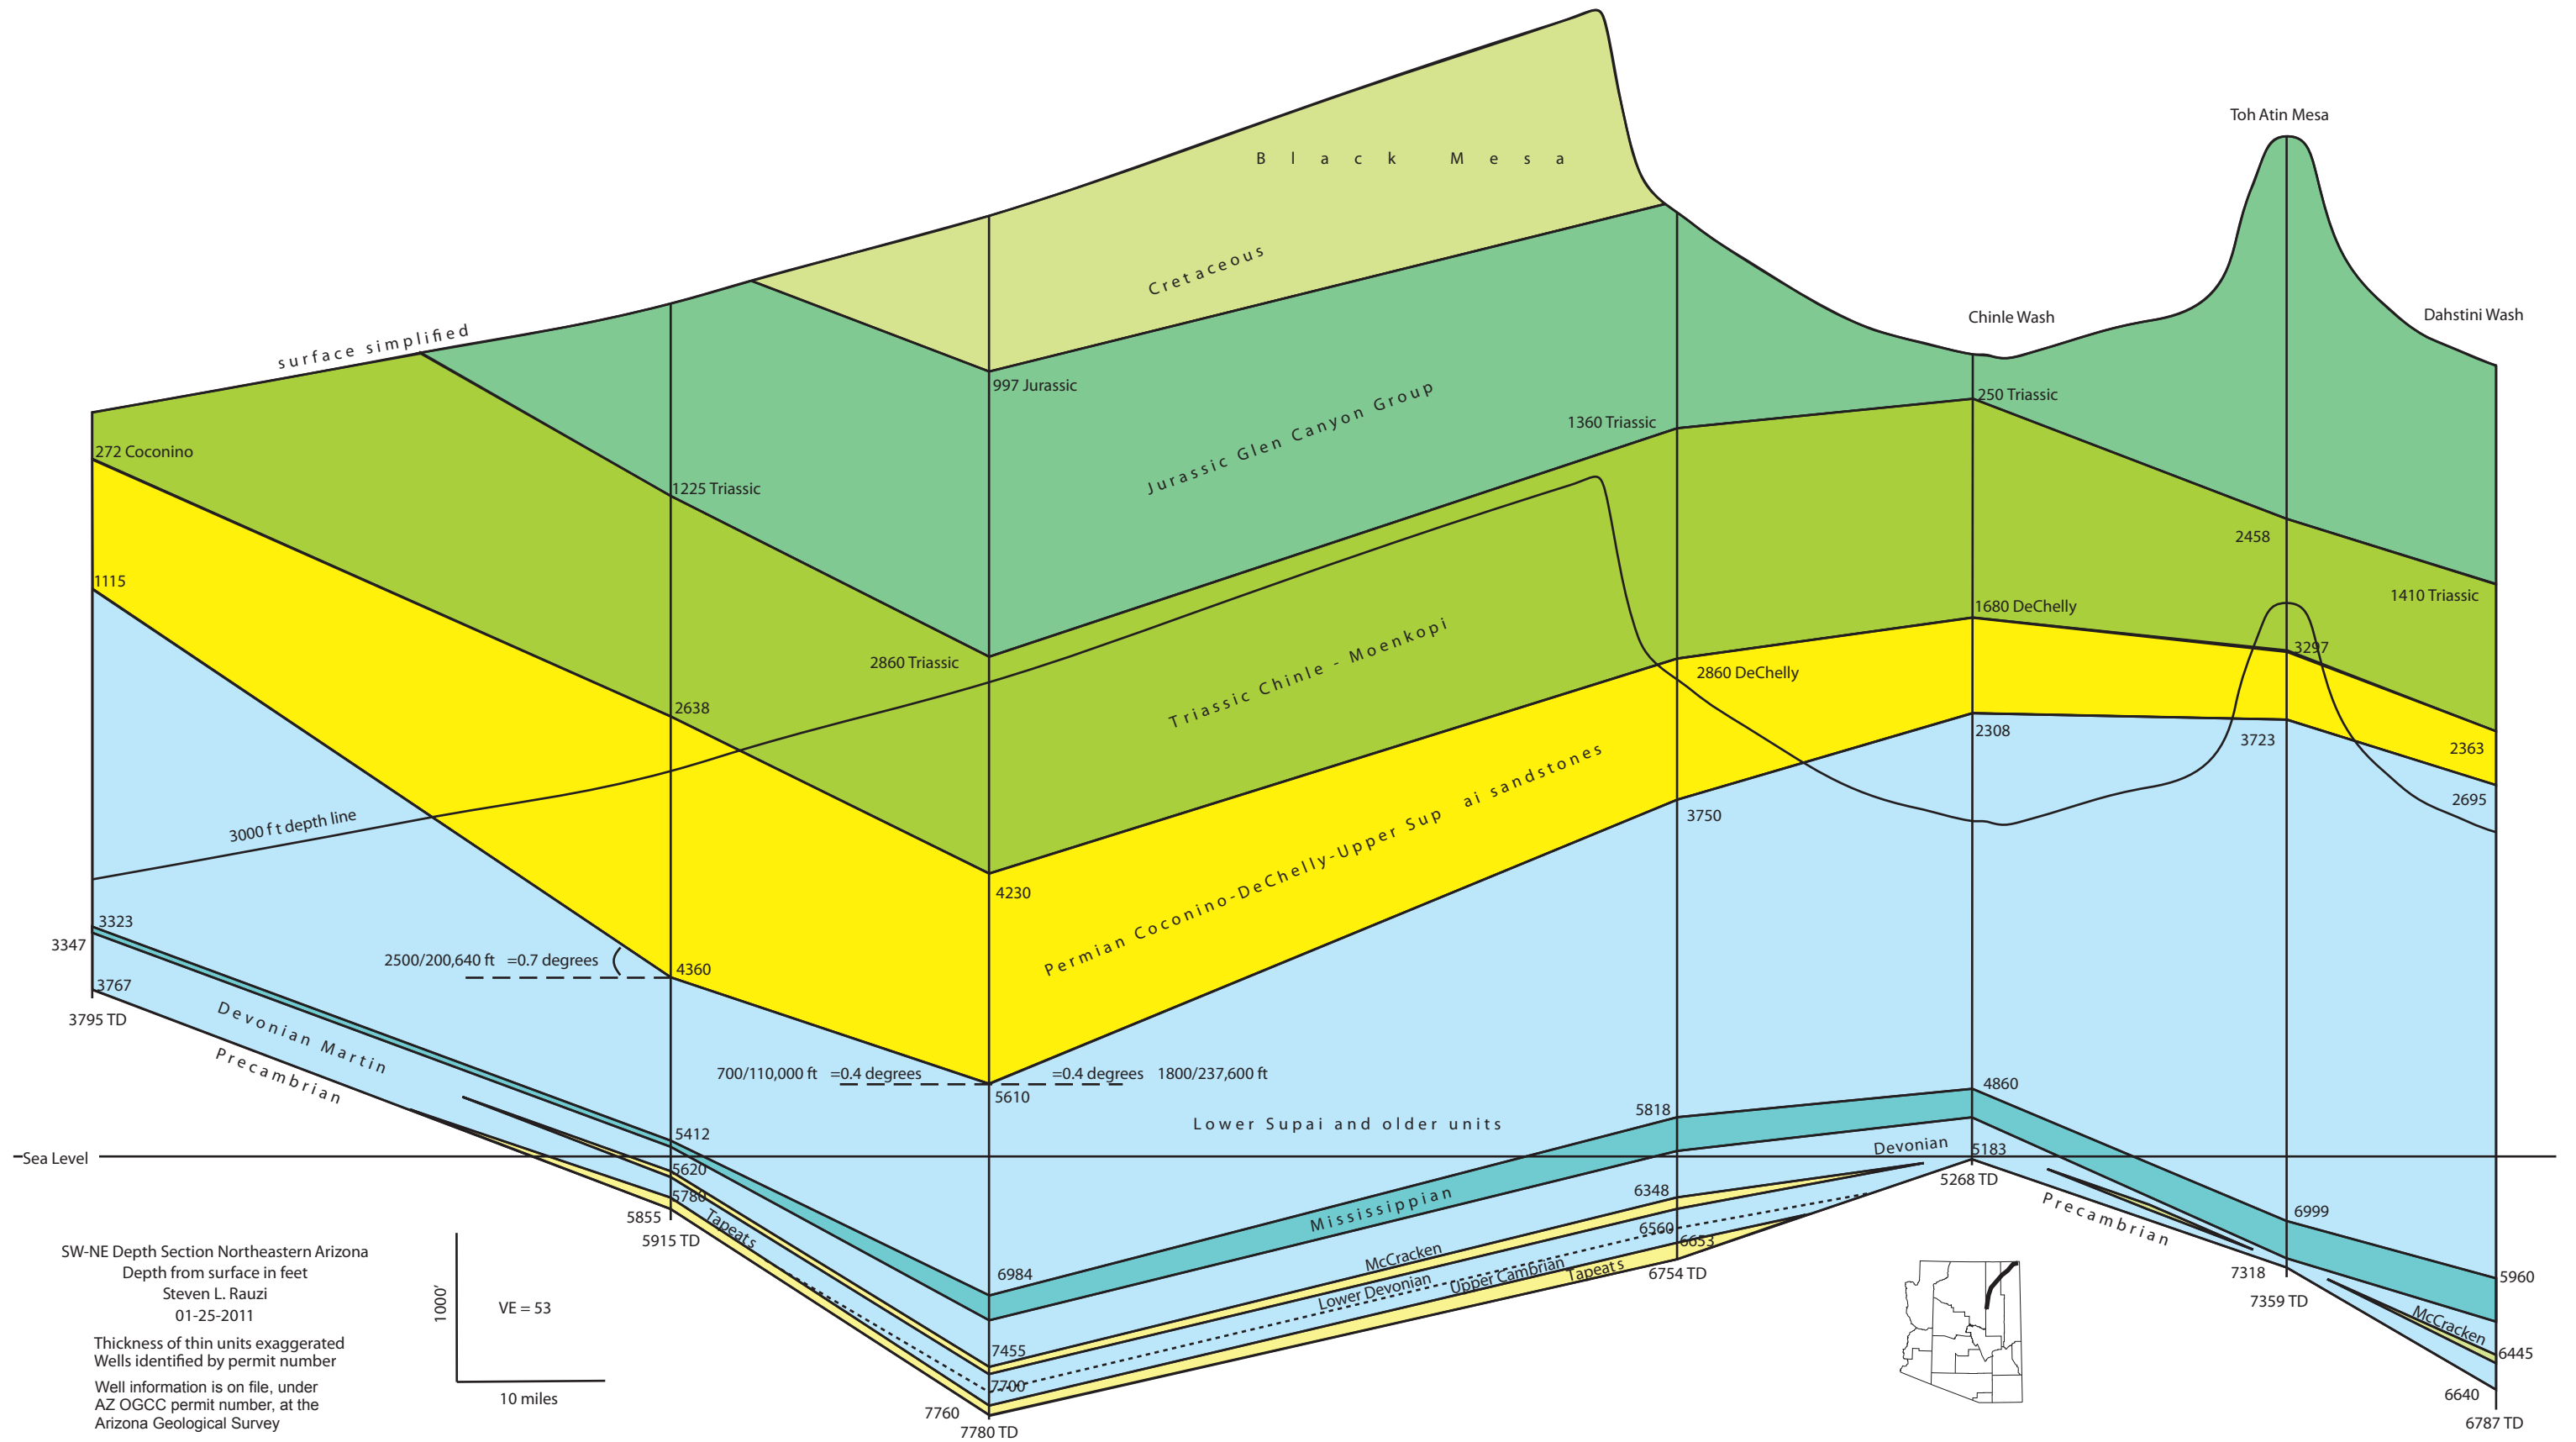 Toh Atin Mesa
Black Mesa
Cretaceous
Chinle Wash
Dahstini Wash
surface simplified
997 Jurassic
Jurassic Glen Canyon Group
250 Triassic
1360 Triassic
272 Coconino
1225 Triassic
2458
1115
1410 Triassic
1680 DeChelly
Triassic Chinle - Moenkopi
3297
2860 Triassic
2860 DeChelly
2638
2308
3723
2363
3000 f t depth line
3750
2695
4230
Permian Coconino-DeChelly-Upper Sup ai sandstones
3323
3347
2500/200,640 ft =0.7 degrees
4360
3767
3795 TD
Devonian Martin
Precambrian
700/110,000 ft =0.4 degrees
=0.4 degrees 1800/237,600 ft
5610
4860
5818
Lower Supai and older units
5412
Sea Level
Devonian
5183
5268 TD
5620
5780
5855
5915 TD
Tapeats
Mississippian
6348
6560
6653
6754 TD
Precambrian
6999
7318
7359 TD
6984
McCracken
Lower Devonian
Upper Cambrian
Tapeats
5960
McCracken
6445
6640
6787 TD
7455
7700
7760
7780 TD
SW-NE Depth Section Northeastern Arizona
Depth from surface in feet
Steven L. Rauzi
01-25-2011
Thickness of thin units exaggerated
Wells identified by permit number
Well information is on file, under
AZ OGCC permit number, at the
Arizona Geological Survey
1000'
VE = 53
10 miles